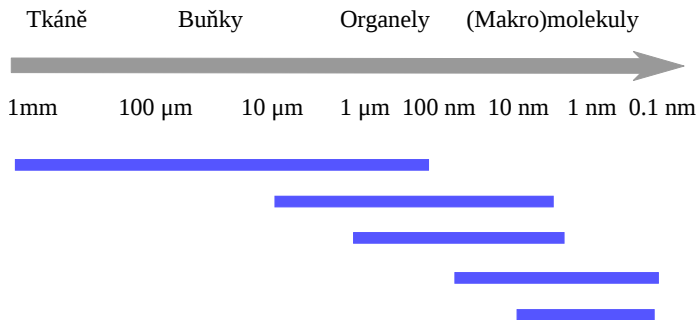 Tkáně Buňky Organely (Makro)molekuly
1mm 100 μm 10 μm 1 μm 100 nm 10 nm 1 nm 0.1 nm